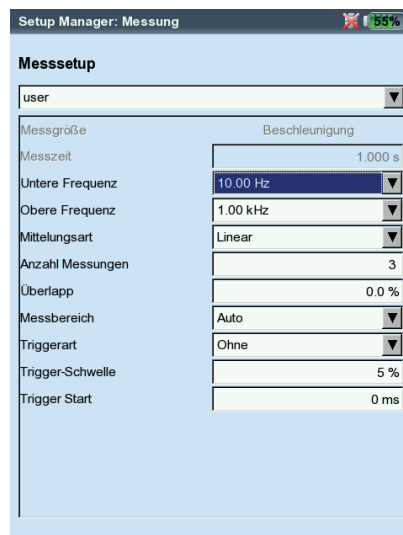 Setup Manager: Messung 55%
Messsetup
user
Messgröße Beschleunigung
Messzeit 1.000 s
Untere Frequenz 10.00 Hz
Obere Frequenz 1.00 kHz
Mittelungsart Linear
Anzahl Messungen 3
Überlapp 0.0 %
Messbereich Auto
Triggerart Ohne
Trigger-Schwelle 5 %
Trigger Start 0 ms